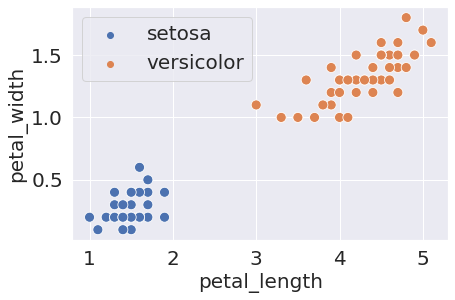 setosa
versicolor
petal_width
1.5
1.0
0.5
1 2 3 4 5
petal_length